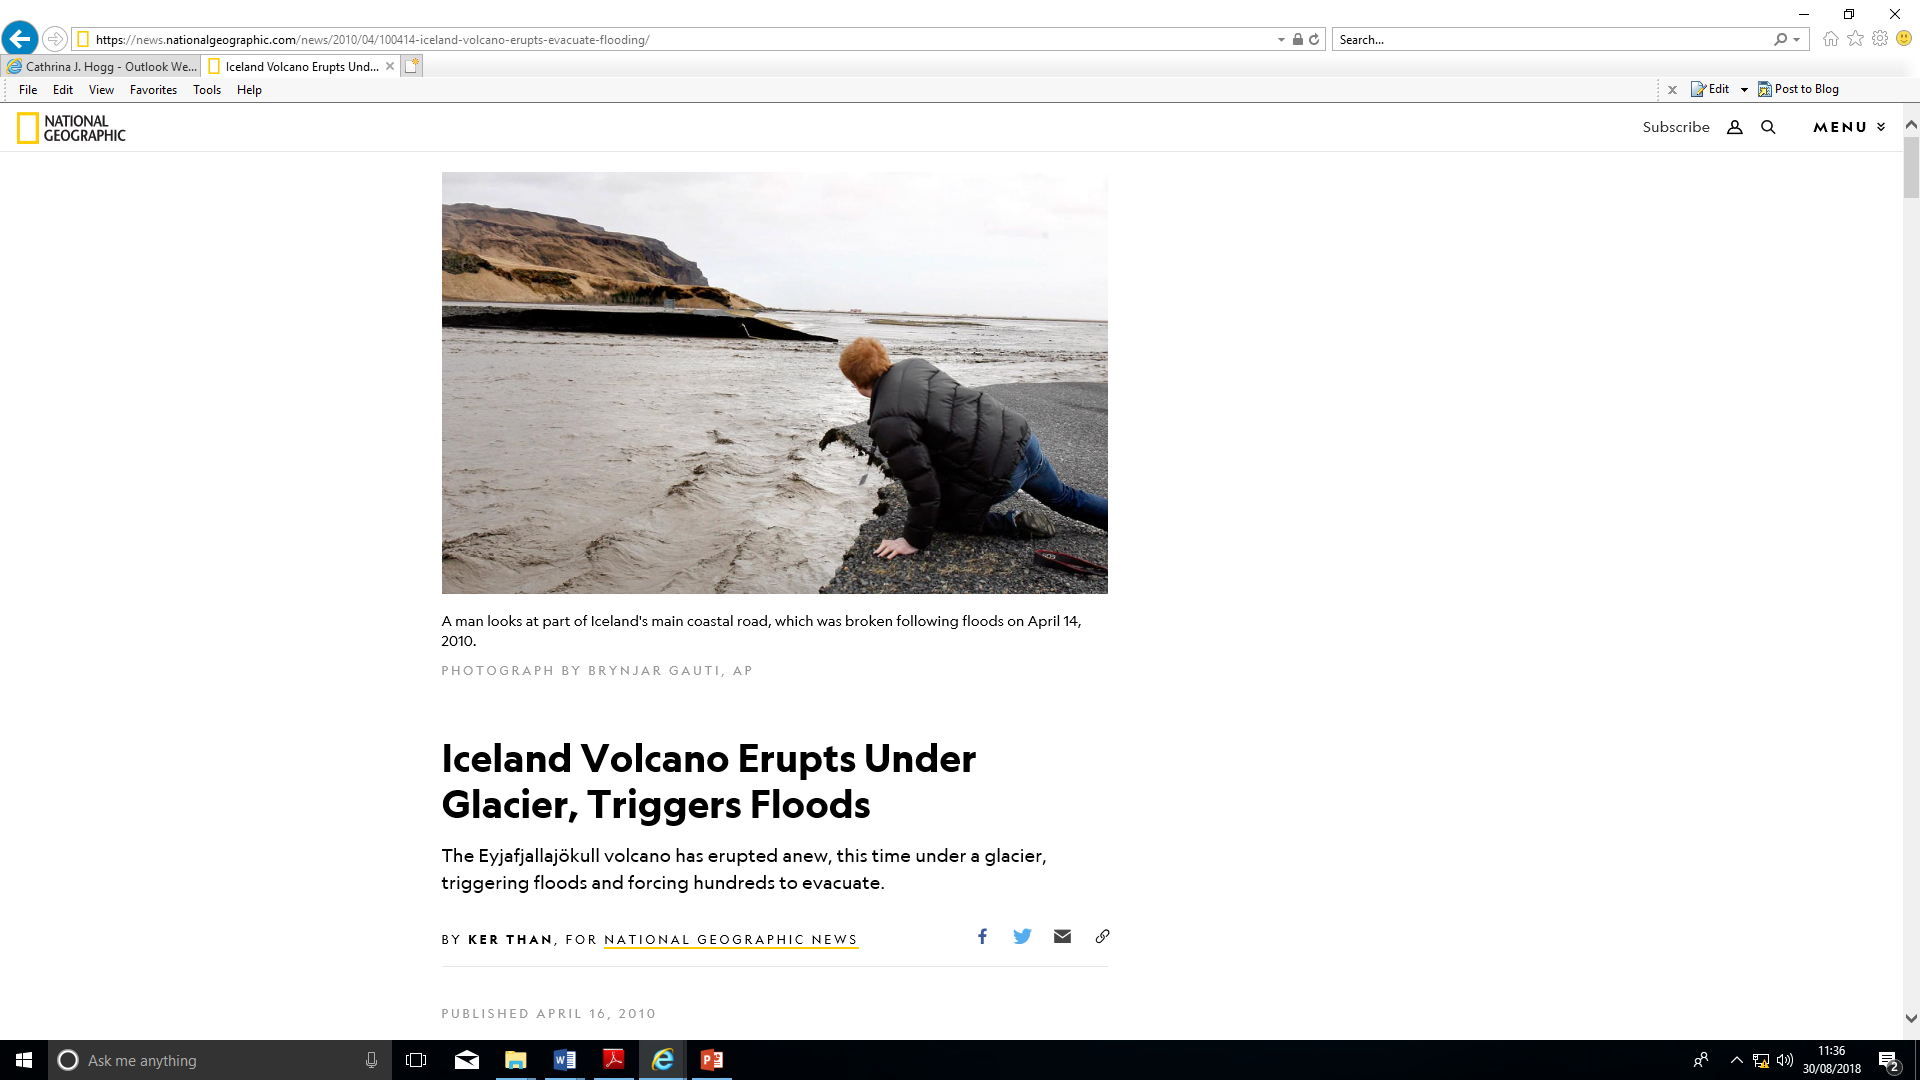 https://news.nationalgeographic.com/news/2010/04/100414-iceland-volcano-erupts-evacuate-flooding/
Search...
Cathrina J. Hogg - Outlook We...
Iceland Volcano Erupts Und...
File Edit View Favorites Tools Help
Edit
Post to Blog
NATIONAL
GEOGRAPHIC
Subscribe
MENU
A man looks at part of Iceland's main coastal road, which was broken following floods on April 14,
2010.
PHOTOGRAPH BY BRYNJAR GAUTI, AP
Iceland Volcano Erupts Under
Glacier, Triggers Floods
The Eyjafjallajökull volcano has erupted anew, this time under a glacier,
triggering floods and forcing hundreds to evacuate.
BY KER THAN, FOR NATIONAL GEOGRAPHIC NEWS
PUBLISHED APRIL 16, 2010
Ask me anything
11:36
30/08/2018
2